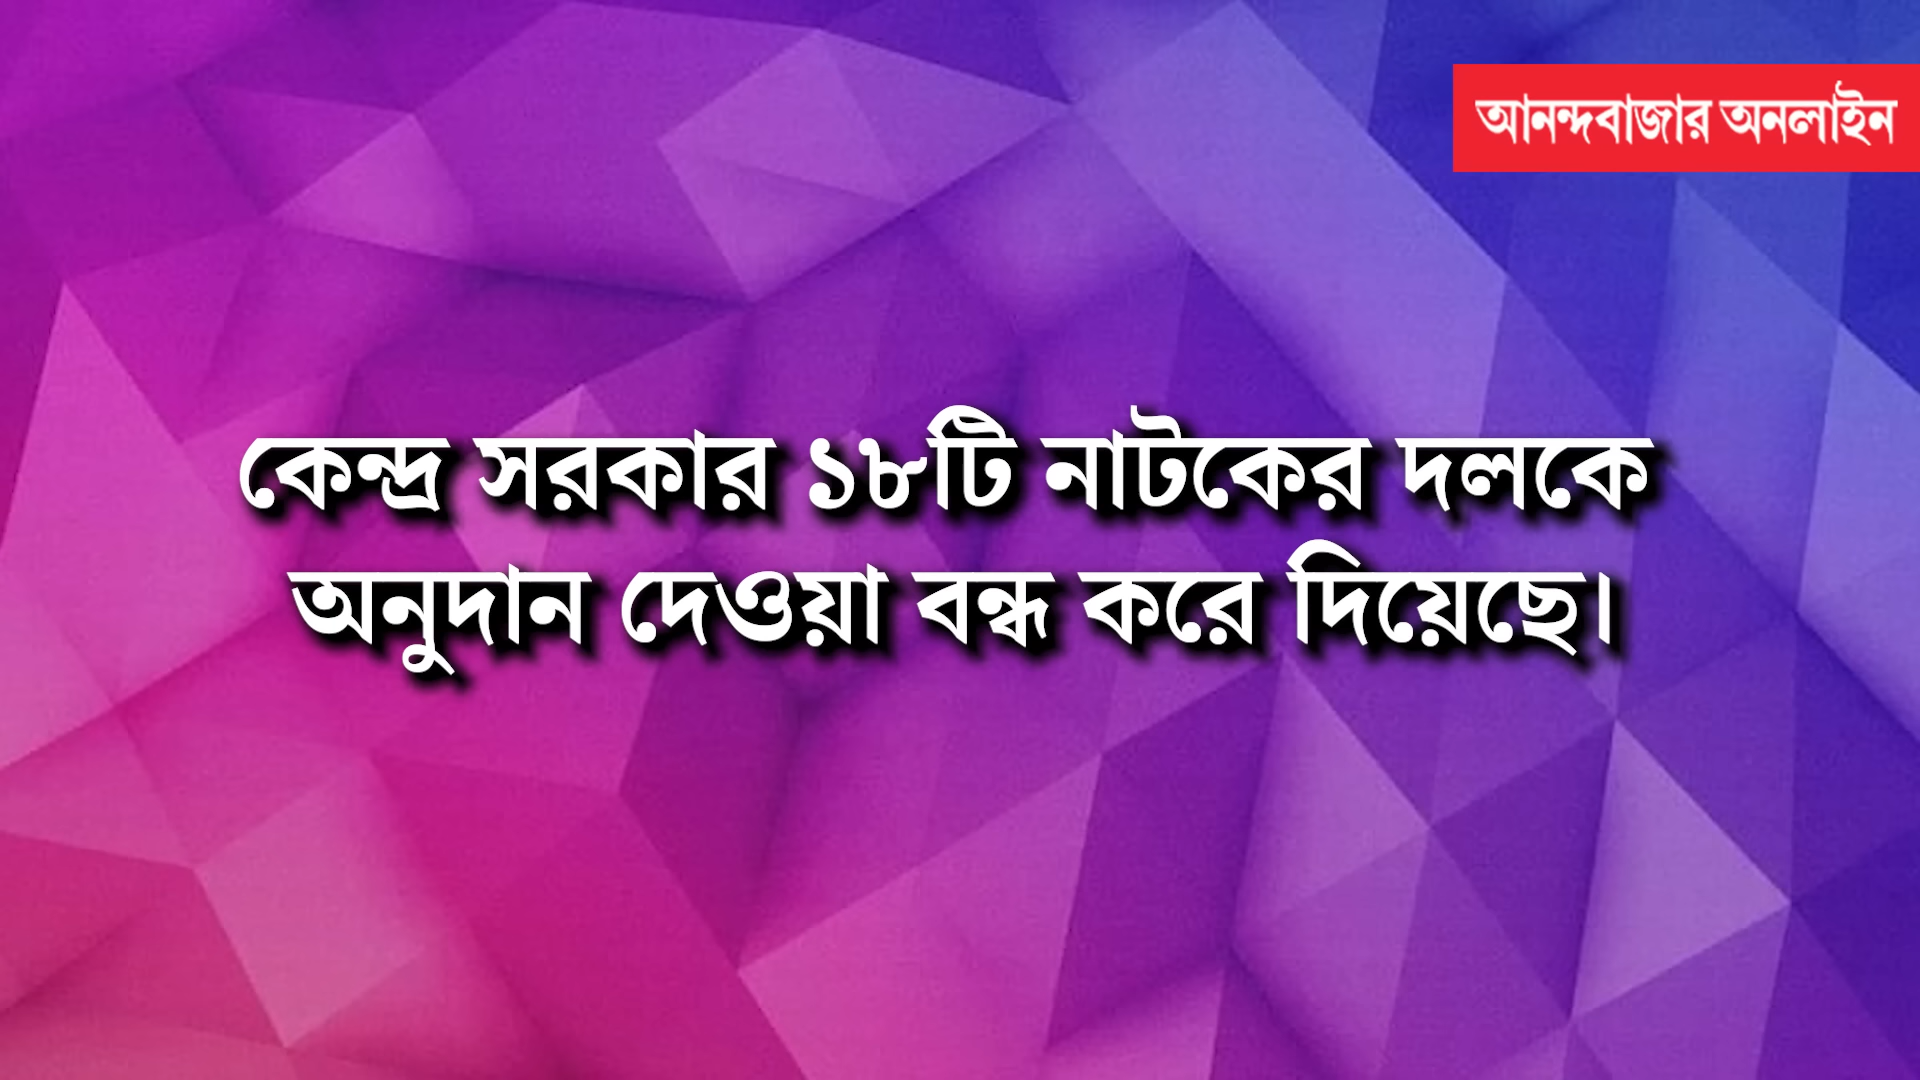 আনন্দবাজার অনলাইন
কেন্দ্র সরকার ১৮টি নাটকের দলকে
অনুদান দেওয়া বন্ধ করে দিয়েছে।